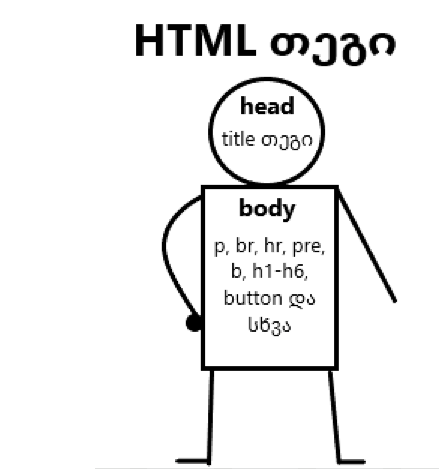 HTML თეგი
head
title თეგი
body
p, br, hr, pre,
b, h1-h6,
button და
სხვა